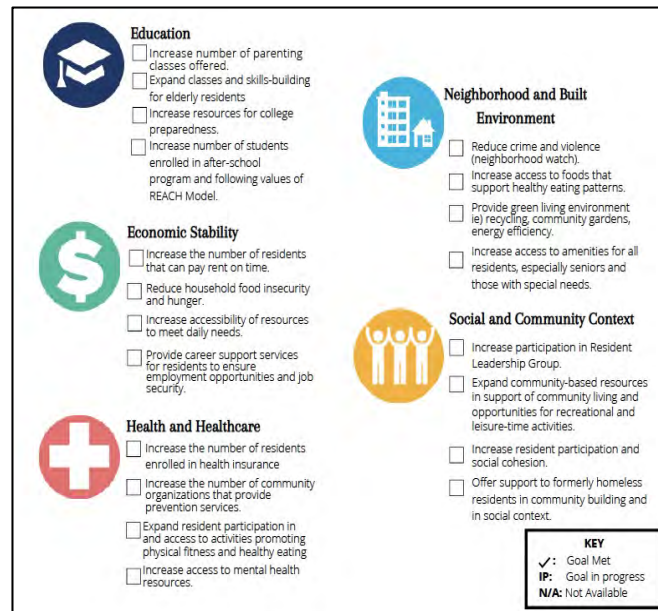 Education
Increase number of parenting
classes offered.
Expand classes and skills-building
for elderly residents
Increase resources for college
preparedness.
Increase number of students
enrolled in after-school
program and following values of
REACH Model.
Economic Stability
Increase the number of residents
that can pay rent on time.
Reduce household food insecurity
and hunger.
Increase accessibility of resources
to meet daily needs.
Provide career support services
for residents to ensure
employment opportunities and job
security.
Health and Healthcare
Increase the number of residents
enrolled in health insurance
Increase the number of community
organizations that provide
prevention services.
Expand resident participation in
and access to activities promoting
physical fitness and healthy eating
Increase access to mental health
resources.
Neighborhood and Built
Environment
Reduce crime and violence
(neighborhood watch).
Increase access to foods that
support healthy eating patterns.
Provide green living environment
ie) recycling, community gardens,
energy efficiency.
Increase access to amenities for all
residents, especially seniors and
those with special needs.
Social and Community Context
Increase participation in Resident
Leadership Group.
Expand community-based resources
in support of community living and
opportunities for recreational and
leisure-time activities.
Increase resident participation and
social cohesion.
Offer support to formerly homeless
residents in community building and
in social context.
KEY
✓: Goal Met
IP: Goal in progress
N/A: Not Available